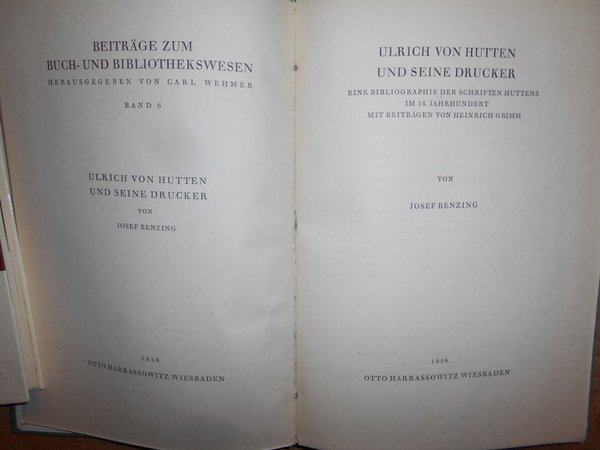 BEITRÄGE ZUM
BUCH- UND BIBLIOTHEKSWESEN
HERAUSGEGEBEN VON CARL WEHMER
BAND 6
ULRICH VON HUTTEN
UND SEINE DRUCKER
VON
JOSEF BENZING
1956
OTTO HARRASSOWITZ WIESBADEN
ULRICH VON HUTTEN
UND SEINE DRUCKER
EINE BIBLIOGRAPHIE DER SCHRIFTEN HUTTENS
IM 16. JAHRHUNDERT
MIT BEITRÄGEN VON HEINRICH GRIMM
VON
JOSEF BENZING
1956
OTTO HARRASSOWITZ WIESBADEN